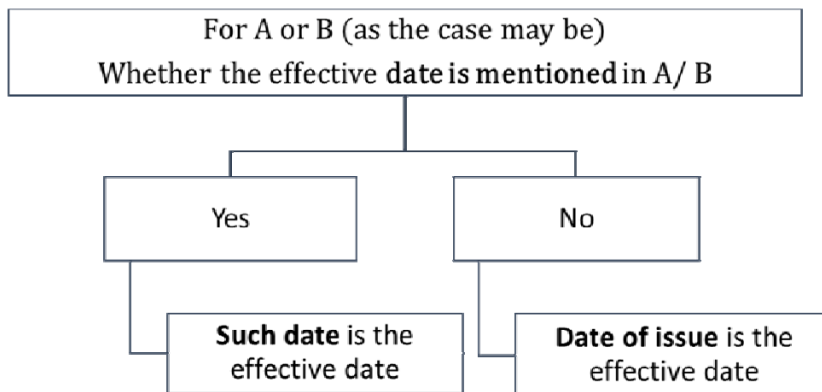 For A or B (as the case may be)
Whether the effective date is mentioned in A/ B
Yes
No
Such date is the
effective date
Date of issue is the
effective date